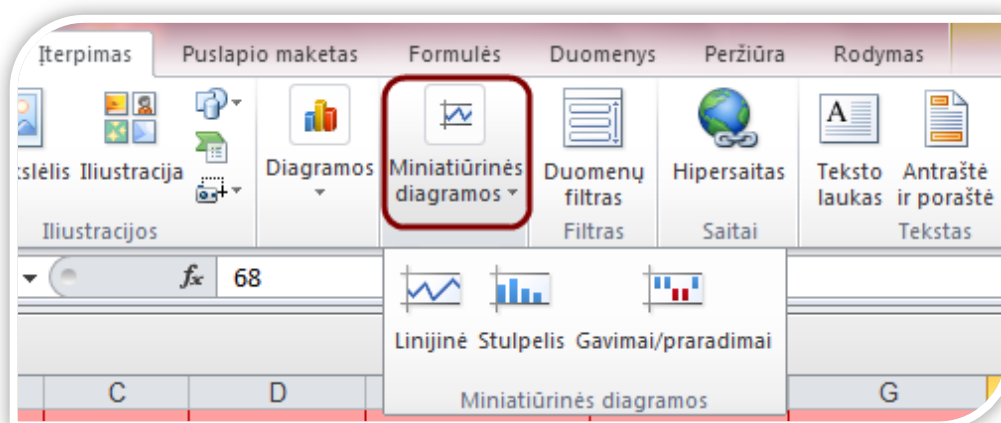 Įterpimas Puslapio maketas Formulės Duomenys Peržiūra Rodymas
Iliustracija
Diagramos
Miniatiūrinės
diagramos
Duomenų
filtras
Hipersaitas
Teksto
laukas
Antraštė
ir poraštė
Iliustracijos Filtras Saitai Tekstas
fx 68
Linijinė Stulpelis Gavimai/praradimai
Miniatiūrinės diagramos
C D G